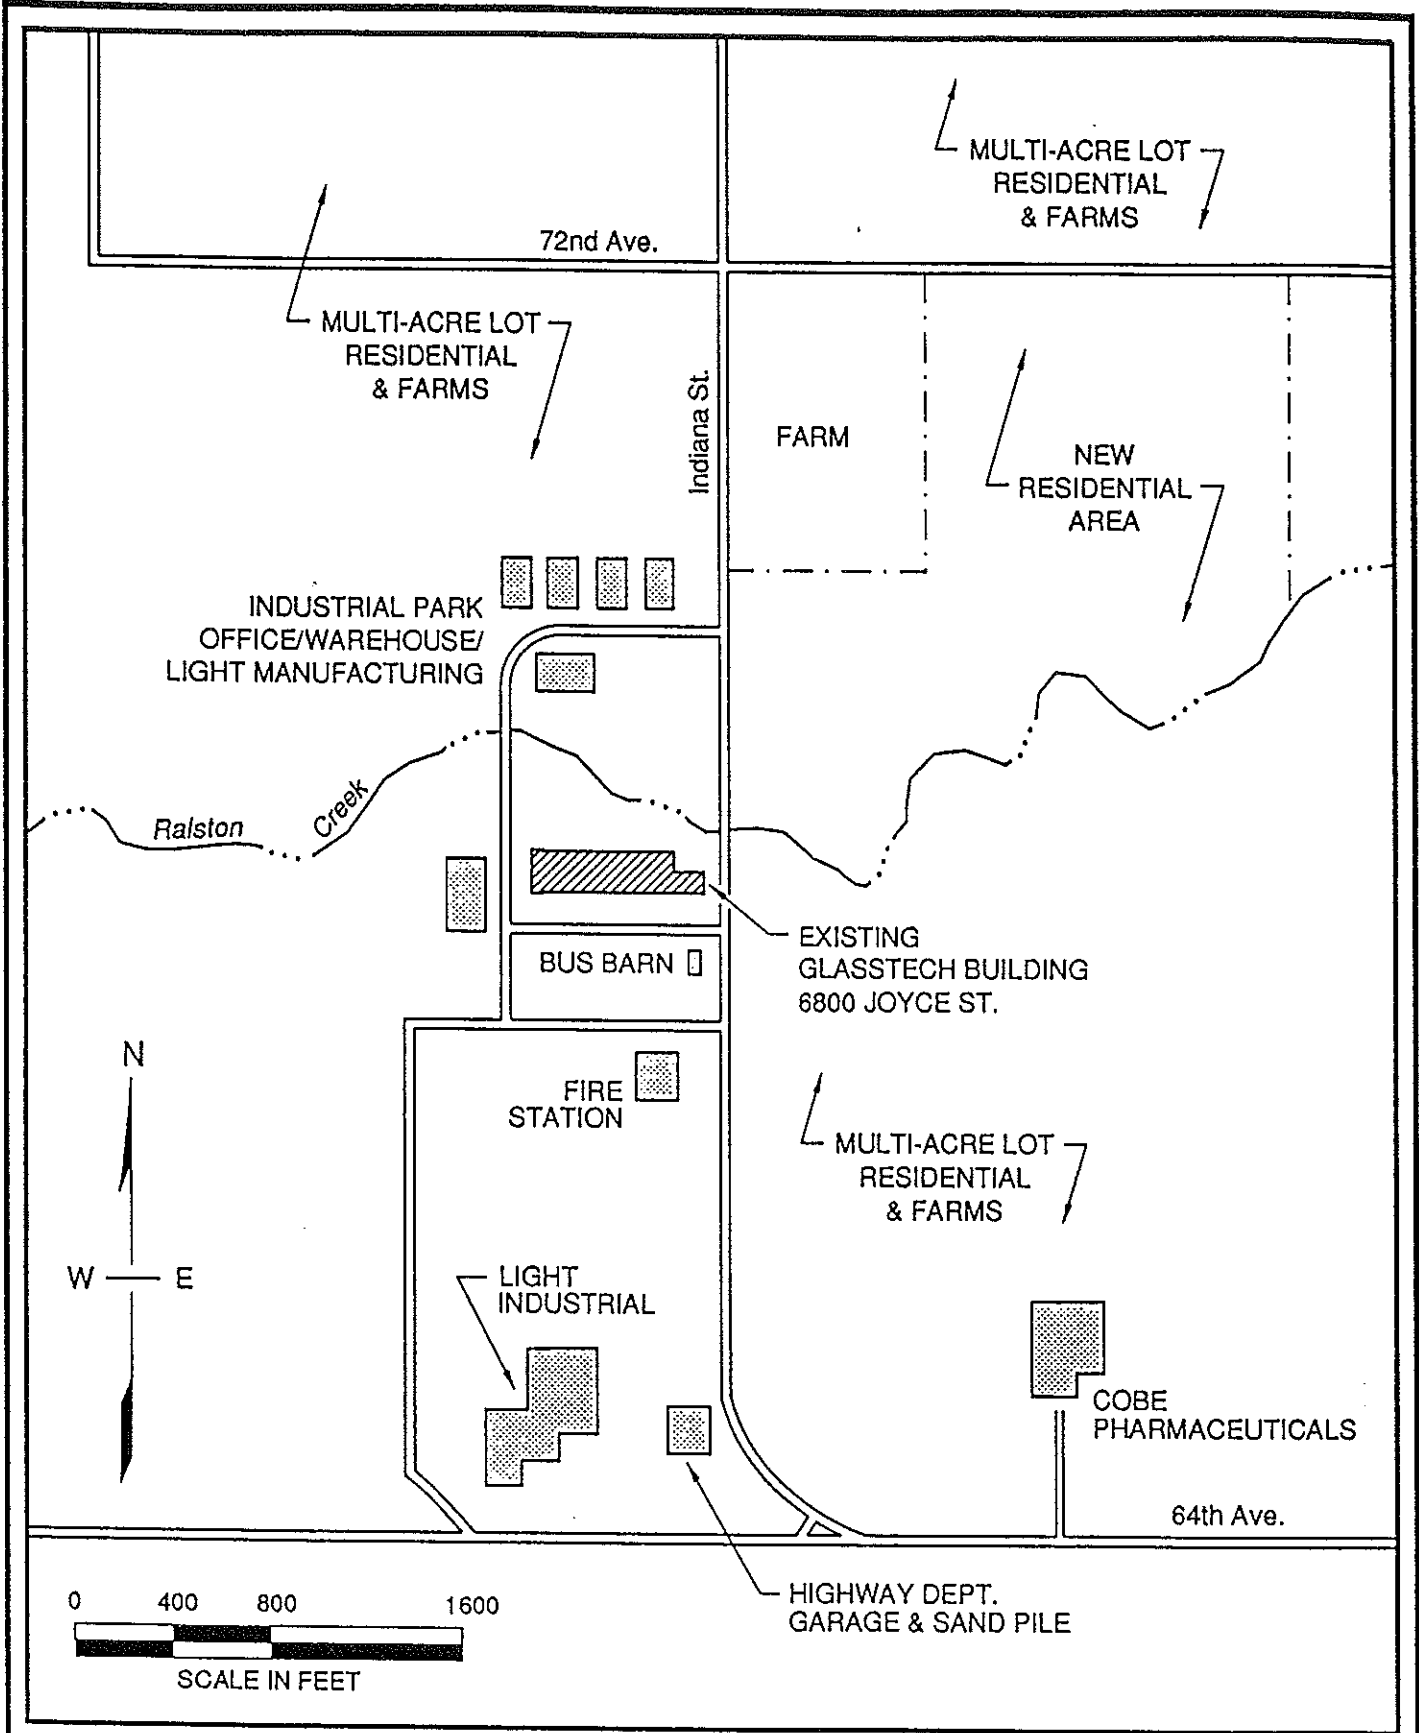 MULTI-ACRE LOT
RESIDENTIAL
& FARMS
72nd Ave.
MULTI-ACRE LOT
RESIDENTIAL
& FARMS
Indiana St.
FARM
NEW
RESIDENTIAL
AREA
INDUSTRIAL PARK
OFFICE/WAREHOUSE/
LIGHT MANUFACTURING
Ralston Creek
EXISTING
GLASSTECH BUILDING
6800 JOYCE ST.
BUS BARN
N
W E
FIRE
STATION
MULTI-ACRE LOT
RESIDENTIAL
& FARMS
LIGHT
INDUSTRIAL
COBE
PHARMACEUTICALS
64th Ave.
HIGHWAY DEPT.
GARAGE & SAND PILE
0 400 800 1600
SCALE IN FEET